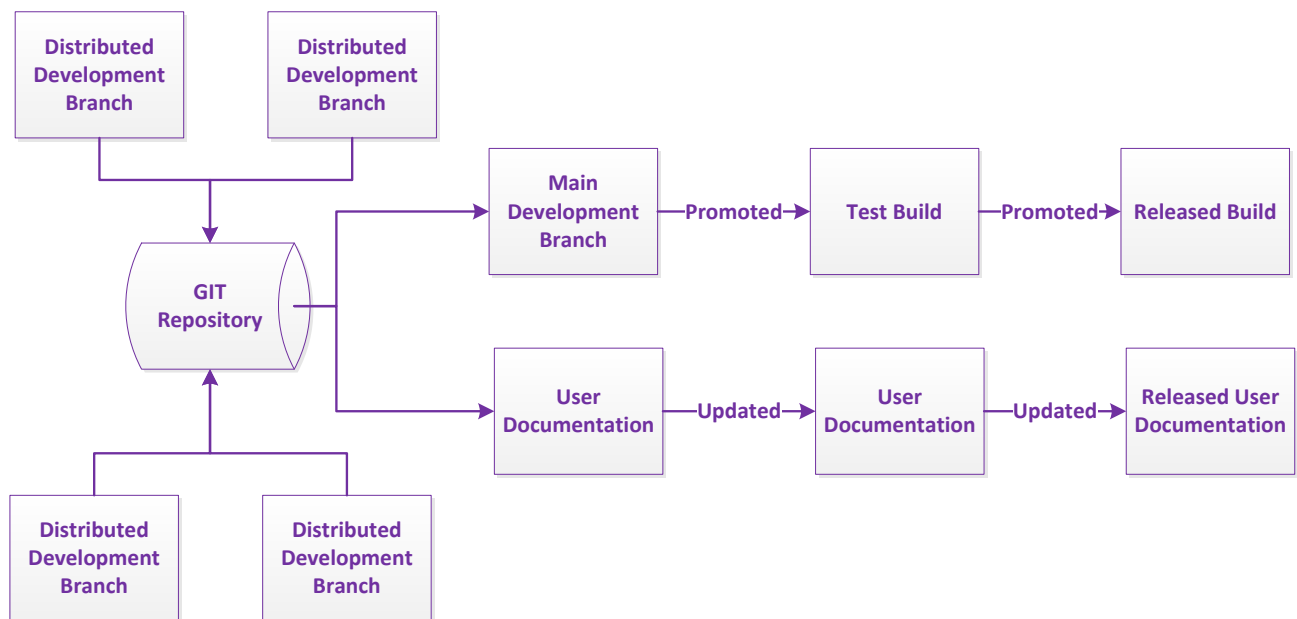 Distributed
Development
Branch
Distributed
Development
Branch
Main
Development
Branch
Promoted
Test Build
Promoted
Released Build
GIT
Repository
User
Documentation
Updated
User
Documentation
Updated
Released User
Documentation
Distributed
Development
Branch
Distributed
Development
Branch